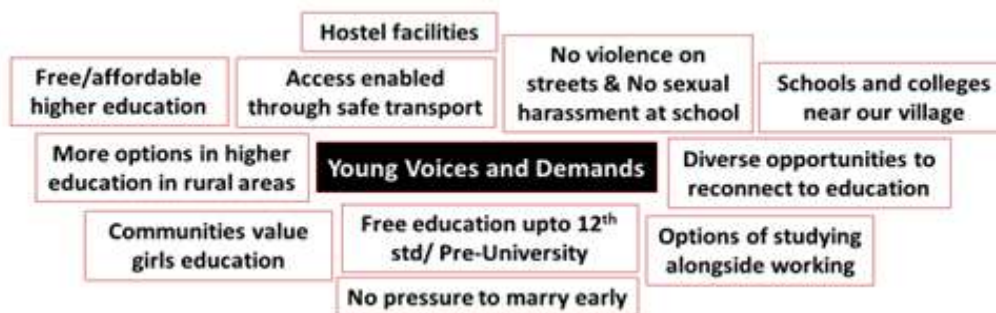 Hostel facilities
Free/affordable
higher education
Access enabled
through safe transport
No violence on
streets & No sexual
harassment at school
Schools and colleges
near our village
More options in higher
education in rural areas
Young Voices and Demands
Diverse opportunities to
reconnect to education
Communities value
girls education
Free education upto 12th
std/ Pre-University
Options of studying
alongside working
No pressure to marry early